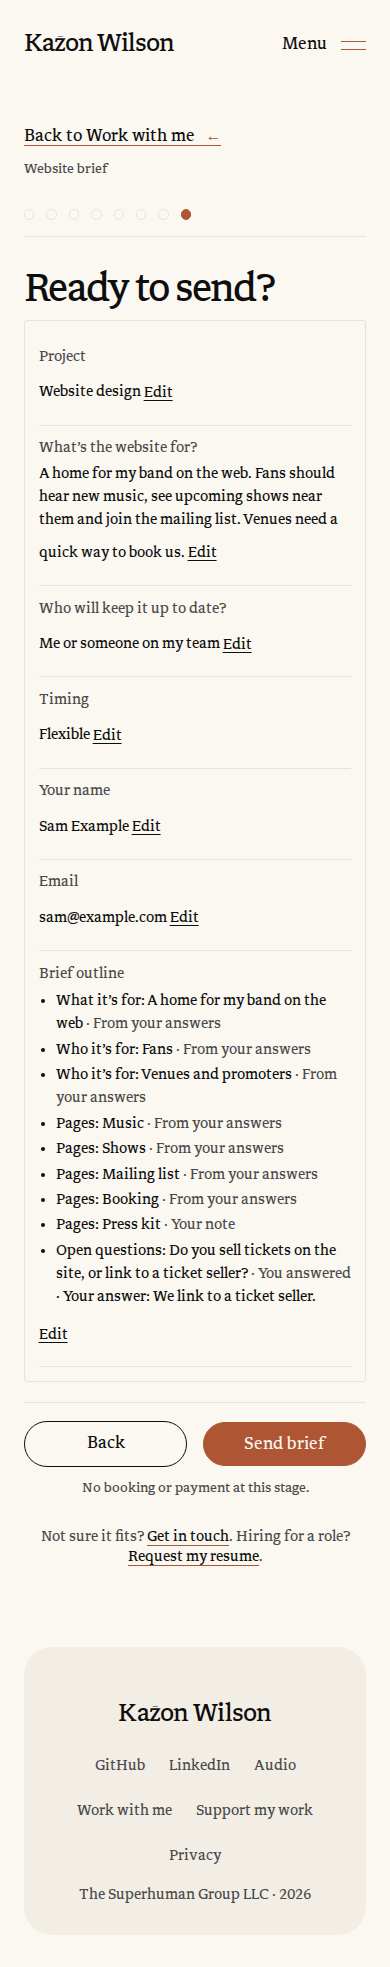 Kažon Wilson
Menu
Back to Work with me ←
Website brief
Ready to send?
Project
Website design Edit
What's the website for?
A home for my band on the web. Fans should
hear new music, see upcoming shows near
them and join the mailing list. Venues need a
quick way to book us. Edit
Who will keep it up to date?
Me or someone on my team Edit
Timing
Flexible Edit
Your name
Sam Example Edit
Email
sam@example.com Edit
Brief outline
• What it's for: A home for my band on the
web · From your answers
• Who it's for: Fans · From your answers
• Who it's for: Venues and promoters · From
your answers
• Pages: Music · From your answers
• Pages: Shows · From your answers
• Pages: Mailing list · From your answers
• Pages: Booking · From your answers
• Pages: Press kit · Your note
• Open questions: Do you sell tickets on the
site, or link to a ticket seller? · You answered
· Your answer: We link to a ticket seller.
Edit
Back
Send brief
No booking or payment at this stage.
Not sure it fits? Get in touch. Hiring for a role?
Request my resume.
Kažon Wilson
GitHub LinkedIn Audio
Work with me Support my work
Privacy
The Superhuman Group LLC · 2026